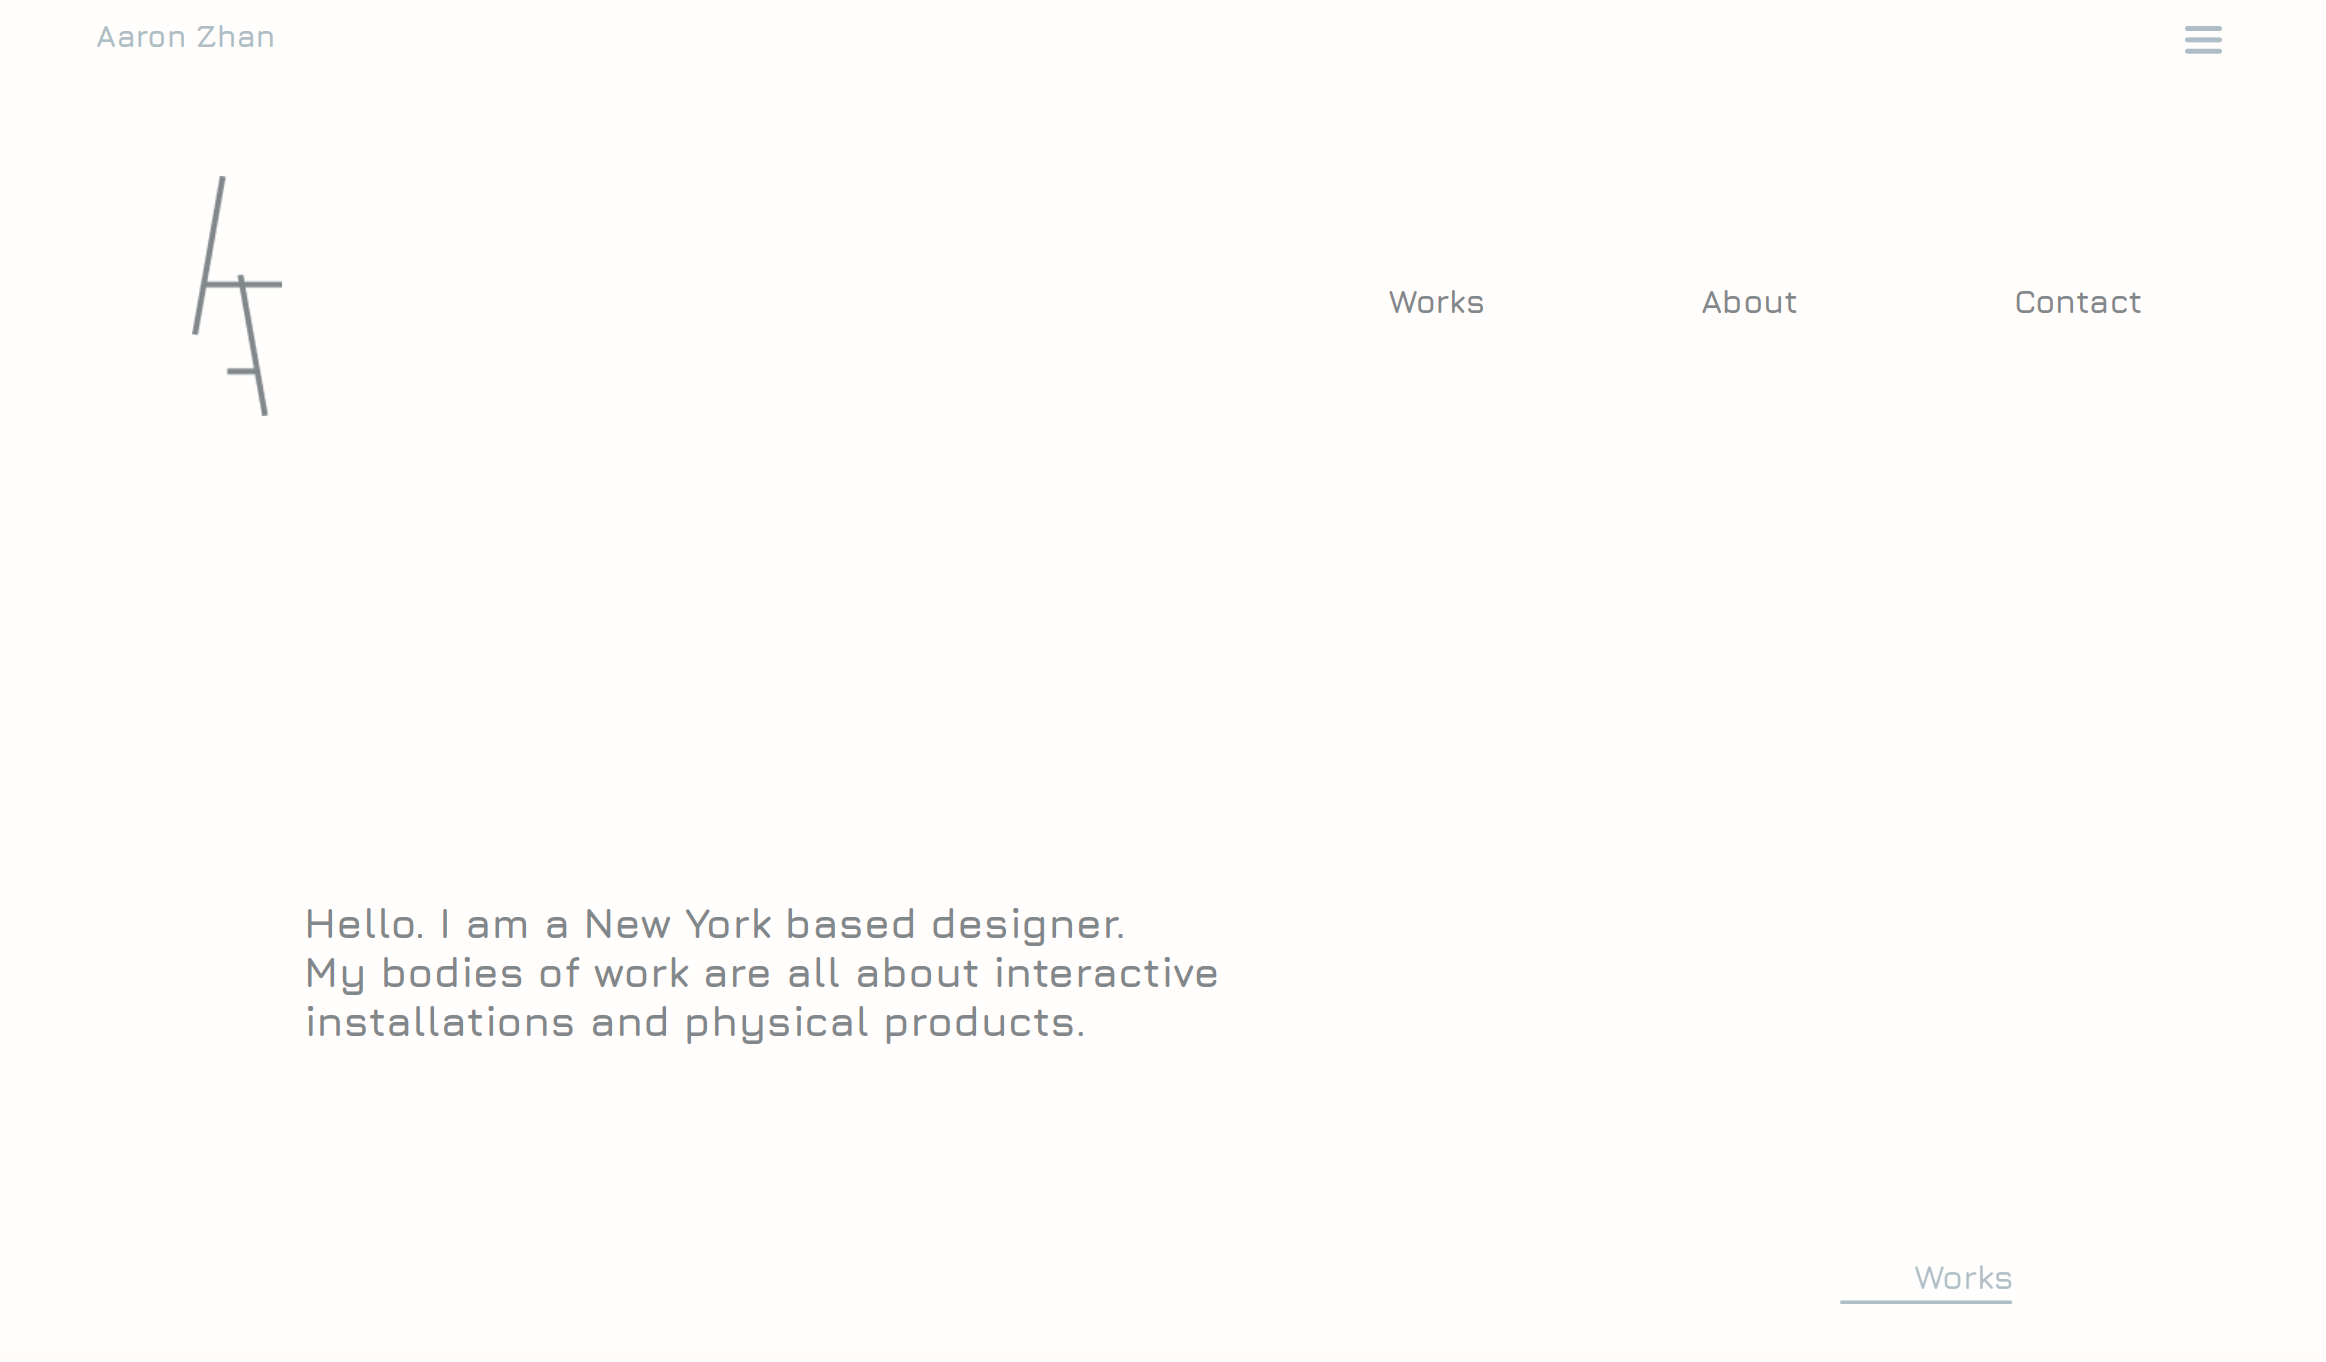 Aaron Zhan
Works
About
Contact
Hello. I am a New York based designer.
My bodies of work are all about interactive
installations and physical products.
Works